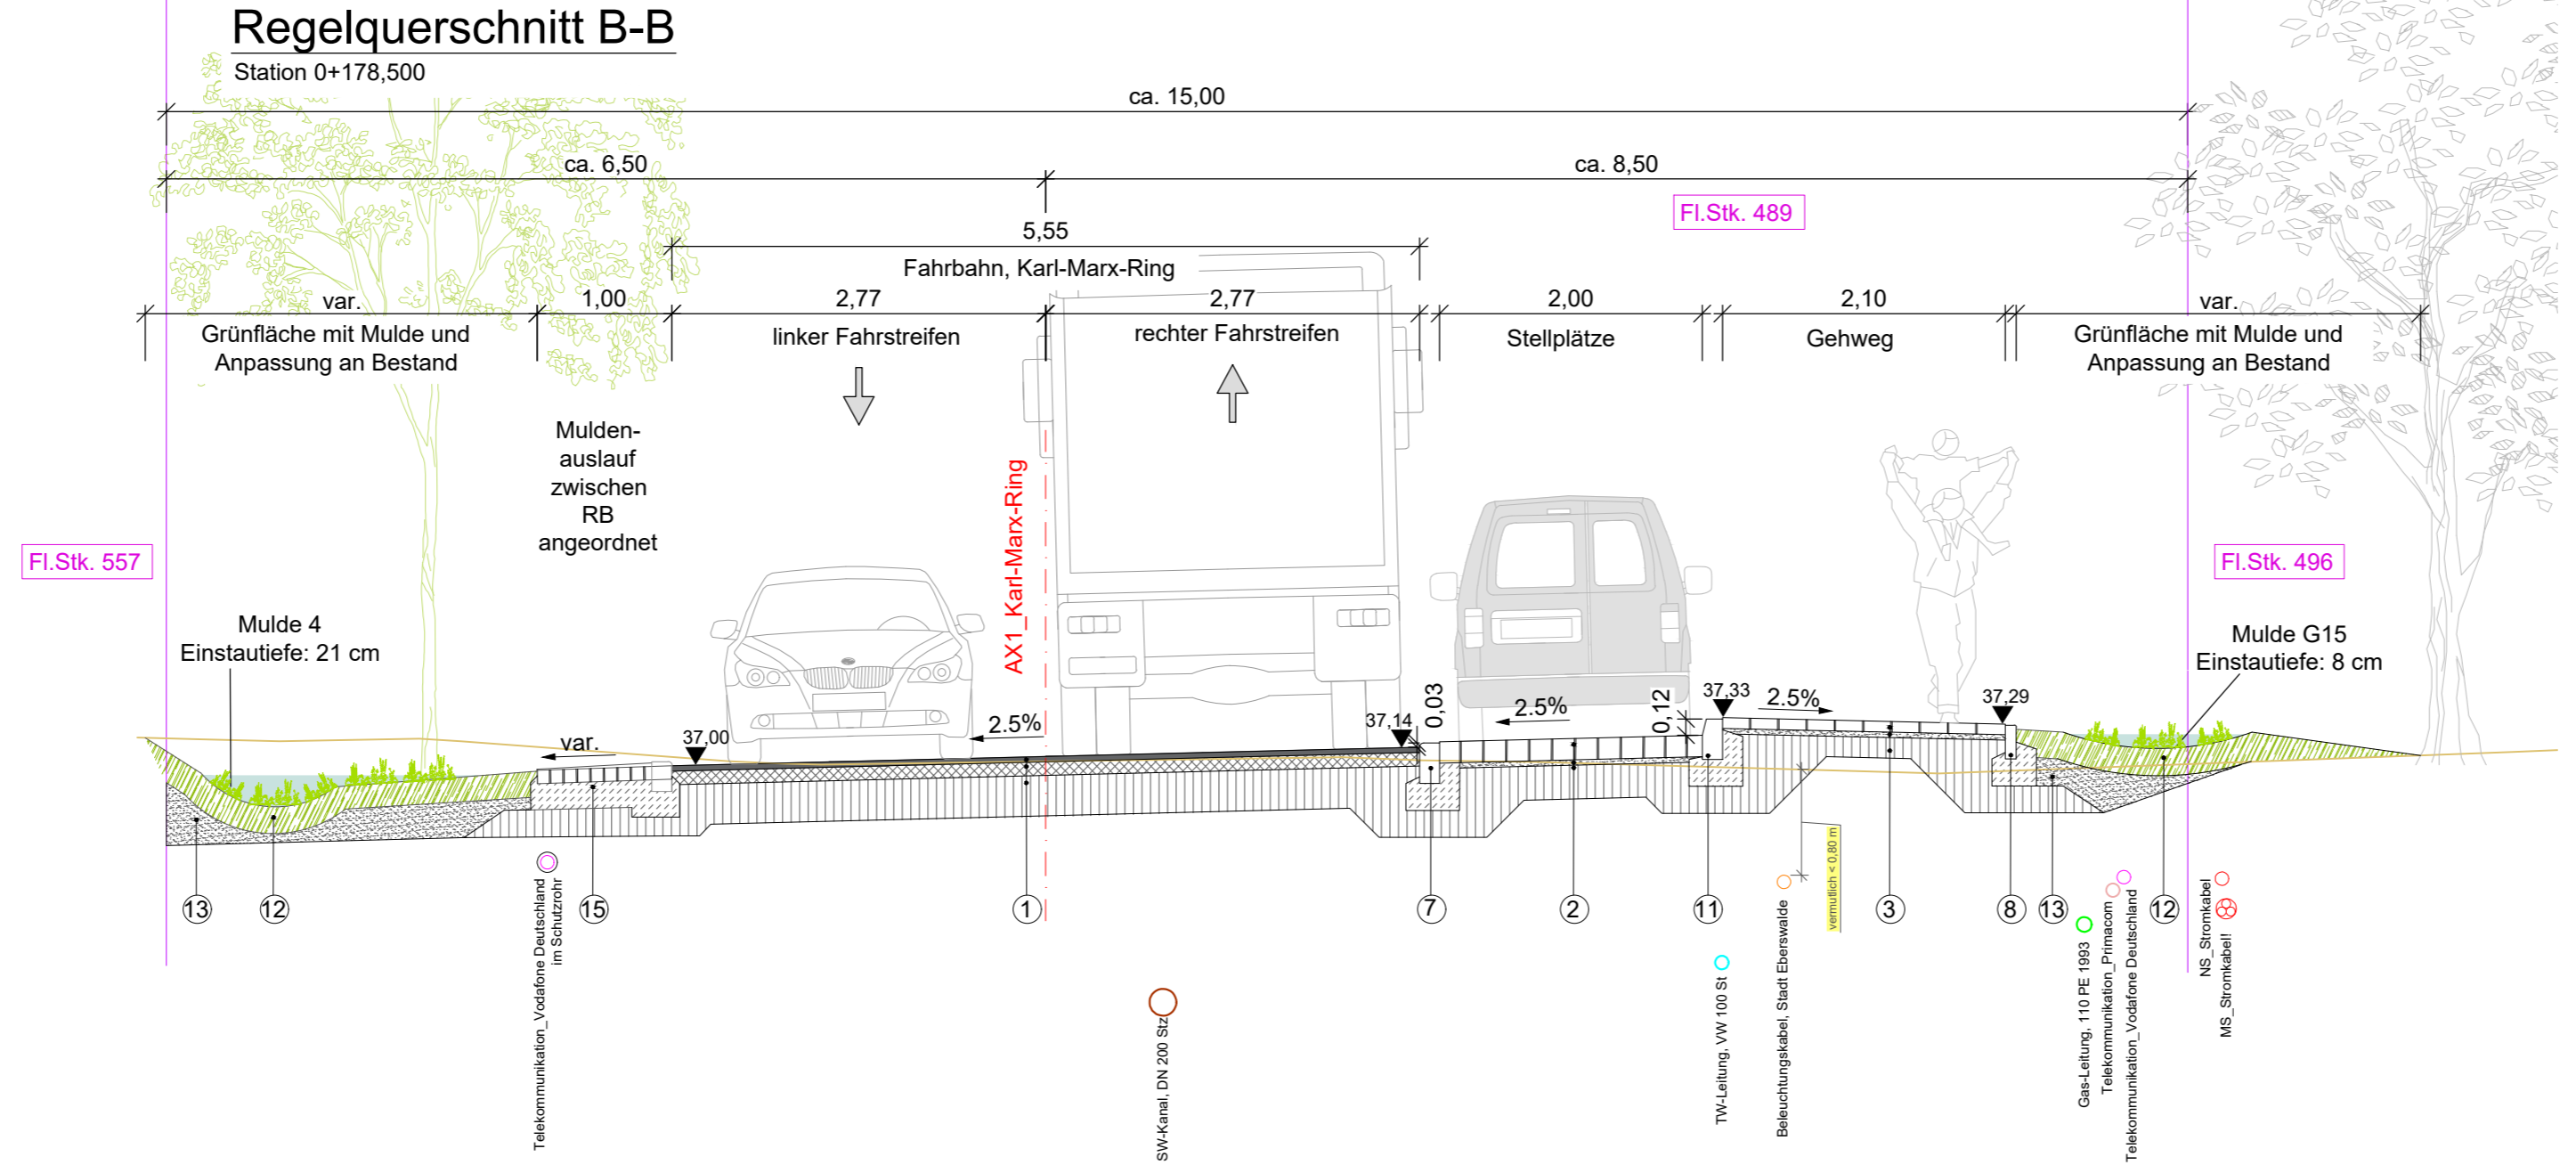 Regelquerschnitt B-B
Station 0+178,500
ca. 15,00
ca. 6,50
ca. 8,50
Fl.Stk. 489
5,55
Fahrbahn, Karl-Marx-Ring
var.
1,00
2,77
2,77
2,00
2,10
var.
Grünfläche mit Mulde und
Anpassung an Bestand
linker Fahrstreifen
rechter Fahrstreifen
Stellplätze
Gehweg
Grünfläche mit Mulde und
Anpassung an Bestand
Mulden-
auslauf
zwischen
RB
angeordnet
AX1_Karl-Marx-Ring
Fl.Stk. 557
Fl.Stk. 496
Mulde 4
Einstautiefe: 21 cm
Mulde G15
Einstautiefe: 8 cm
var.
37,00
2.5%
37,14
0,03
2.5%
0,12
37,33
2.5%
37,29
vermutlich < 0,80 m
13
12
15
1
7
2
11
3
8
13
12
Telekommunikation_Vodafone Deutschland
im Schutzrohr
SW-Kanal, DN 200 Stz
TW-Leitung, VW 100 St
Beleuchtungskabel, Stadt Eberswalde
Gas-Leitung, 110 PE 1993
Telekommunikation_Primacom
Telekommunikation_Vodafone Deutschland
NS_Stromkabel
MS_Stromkabel!